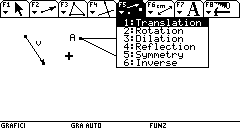 F1 F2 F3 F4 F5 F6 cm F7 A F8
1:Translation
2:Rotation
3:Dilation
4:Reflection
5:Symmetry
6:Inverse
U A
GRAFICI GRA AUTO FUNZ